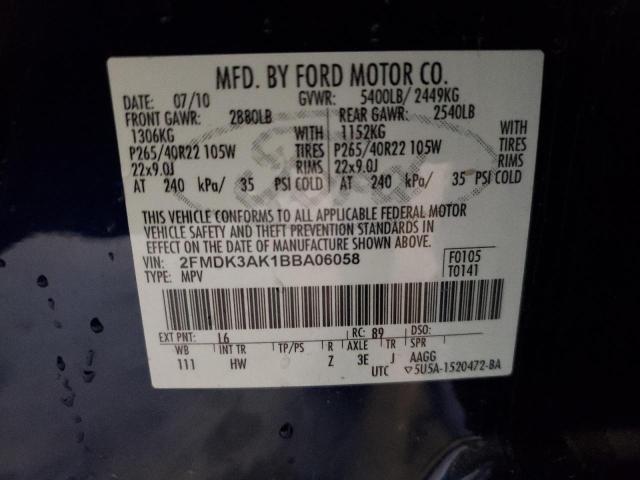 MFD. BY FORD MOTOR CO.
DATE: 07/10 GVWR: 5400LB/ 2449KG
FRONT GAWR: 2880LB REAR GAWR: 2540LB
1306KG WITH 1152KG WITH
P265/40R22 105W TIRES P265/40R22 105W TIRES
22x9.0J RIMS 22x9.0J RIMS
AT 240 kPa/ 35 PSI COLD AT 240 kPa/ 35 PSI COLD
THIS VEHICLE CONFORMS TO ALL APPLICABLE FEDERAL MOTOR
VEHICLE SAFETY AND THEFT PREVENTION STANDARDS IN
EFFECT ON THE DATE OF MANUFACTURE SHOWN ABOVE.
VIN: 2FMDK3AK1BBA06058 F0105
TYPE: MPV T0141
EXT PNT: L6 RC: 89 DSO:
WB INT TR TP/PS R AXLE TR SPR
111 HW Z 3E J AAGG
UTC ▽5U5A-1520472-BA